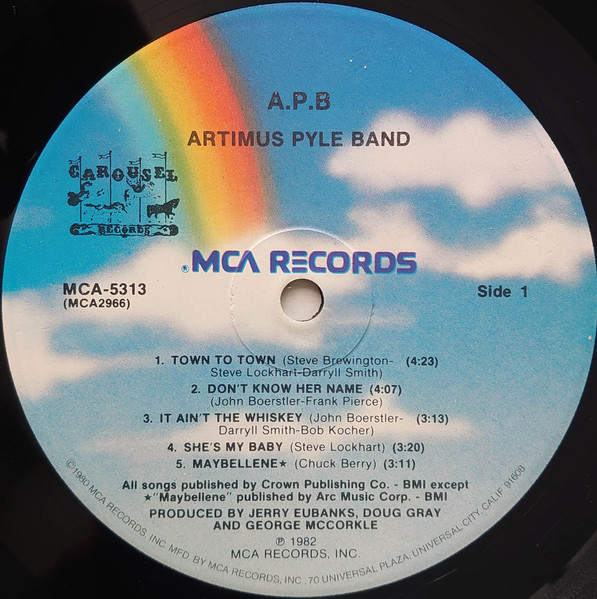 A.P.B
ARTIMUS PYLE BAND
CAROUSEL
RECORDS
® MCA RECORDS
MCA-5313
(MCA2966)
Side 1
1. TOWN TO TOWN (Steve Brewington- (4:23)
Steve Lockhart-Darryll Smith)
2. DON'T KNOW HER NAME (4:07)
(John Boerstler-Frank Pierce)
3. IT AIN'T THE WHISKEY (John Boerstler- (3:13)
Darryll Smith-Bob Kocher)
4. SHE'S MY BABY (Steve Lockhart) (3:20)
5. MAYBELLENE★ (Chuck Berry) (3:11)
All songs published by Crown Publishing Co. - BMI except
★"Maybellene" published by Arc Music Corp. - BMI
PRODUCED BY JERRY EUBANKS, DOUG GRAY
AND GEORGE MCCORKLE
℗ 1982
MCA RECORDS, INC.
©1980 MCA RECORDS, INC. MFD. BY MCA RECORDS, INC., 70 UNIVERSAL PLAZA, UNIVERSAL CITY, CALIF. 91608